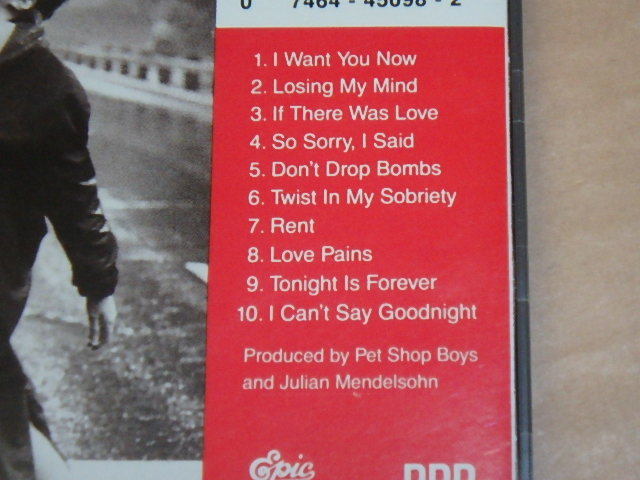 0 7464 - 45098 - 2
1. I Want You Now
2. Losing My Mind
3. If There Was Love
4. So Sorry, I Said
5. Don't Drop Bombs
6. Twist In My Sobriety
7. Rent
8. Love Pains
9. Tonight Is Forever
10. I Can't Say Goodnight
Produced by Pet Shop Boys
and Julian Mendelsohn
Epic DDD